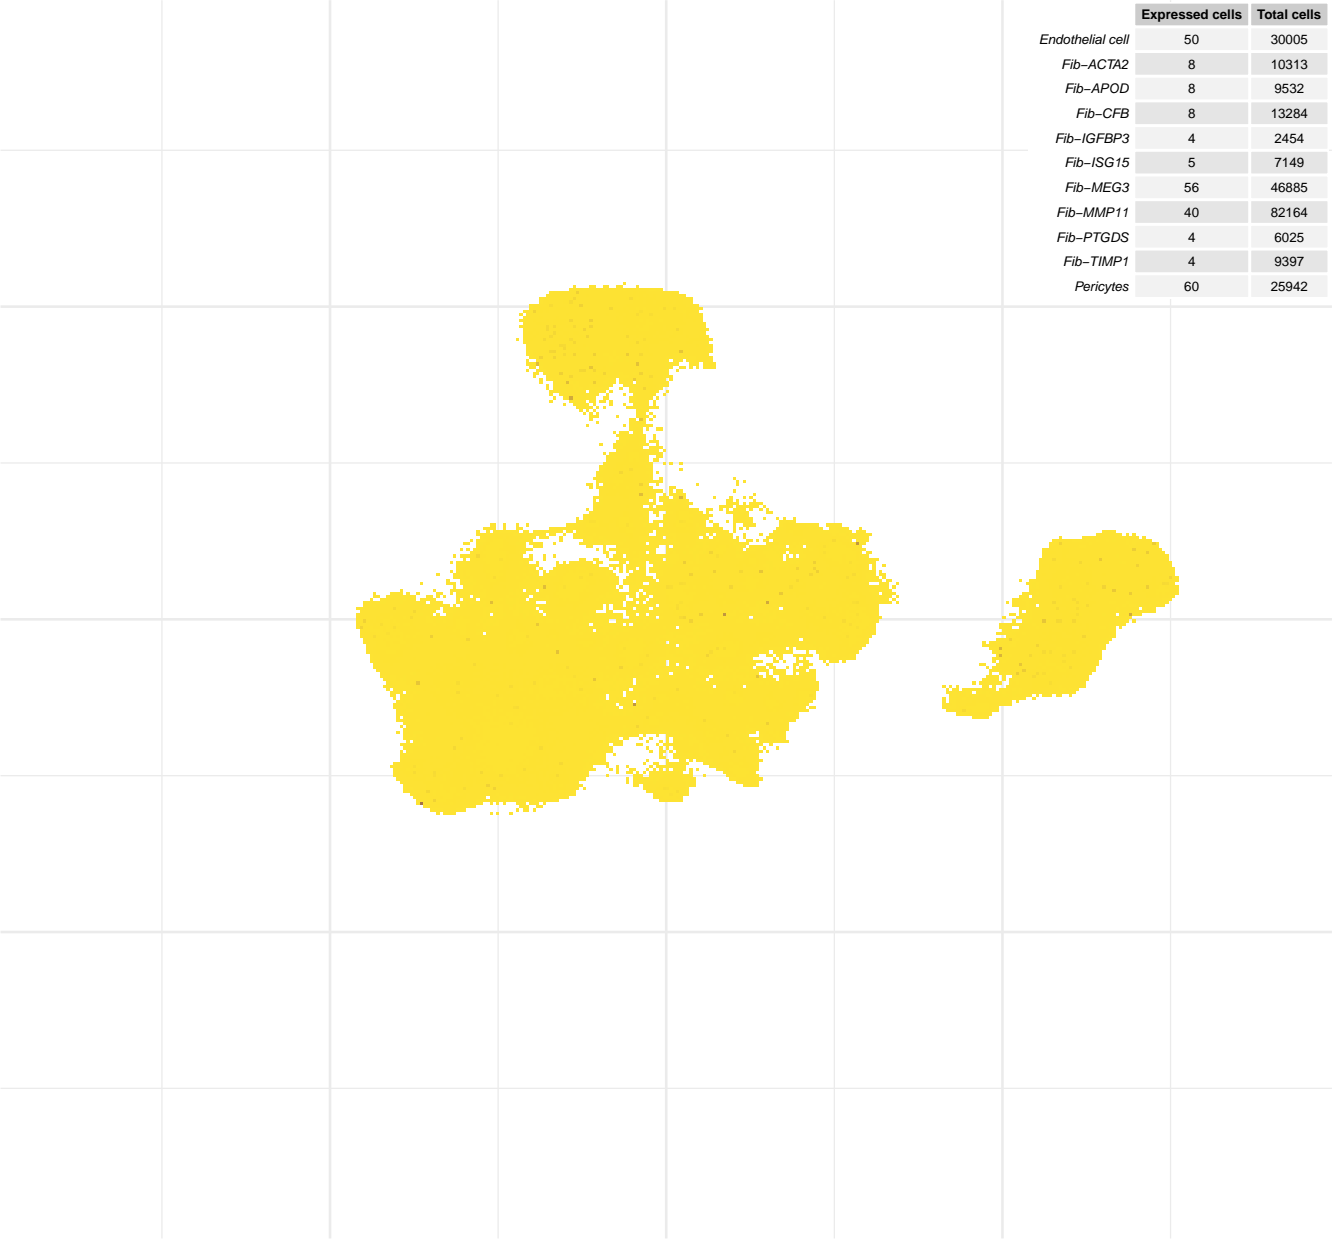 Expressed cells Total cells
Endothelial cell 50 30005
Fib−ACTA2 8 10313
Fib−APOD 8 9532
Fib−CFB 8 13284
Fib−IGFBP3 4 2454
Fib−ISG15 5 7149
Fib−MEG3 56 46885
Fib−MMP11 40 82164
Fib−PTGDS 4 6025
Fib−TIMP1 4 9397
Pericytes 60 25942